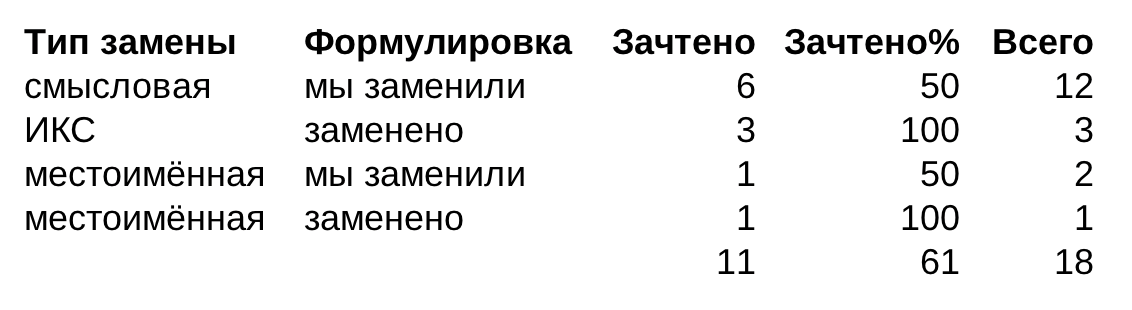 Тип замены Формулировка Зачтено Зачтено% Всего
смысловая мы заменили 6 50 12
ИКС заменено 3 100 3
местоимённая мы заменили 1 50 2
местоимённая заменено 1 100 1
11 61 18